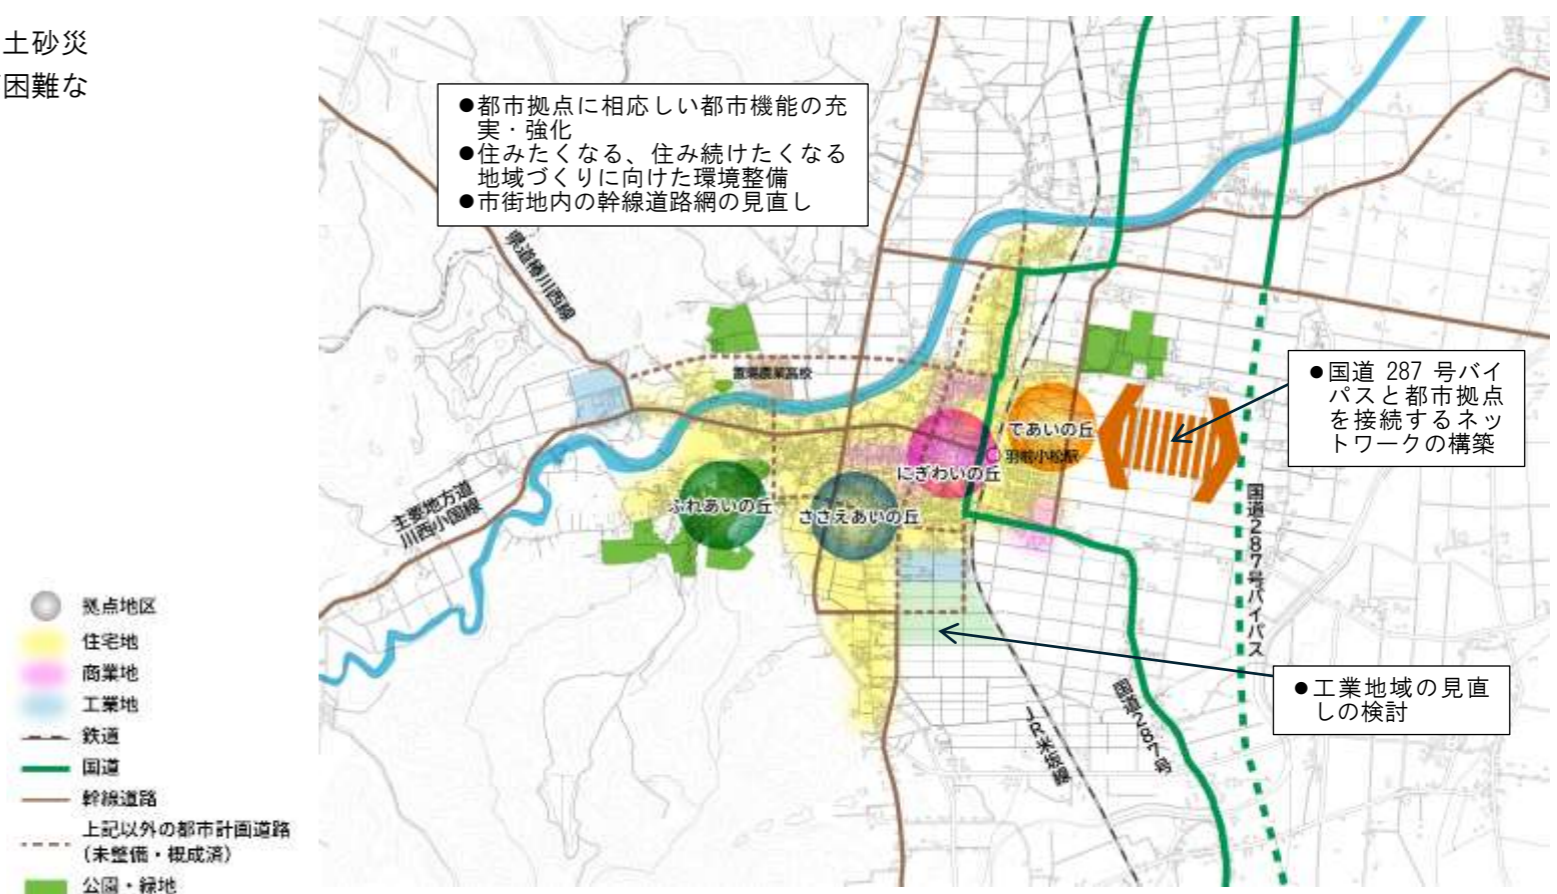 土砂災
困難な
●都市拠点に相応しい都市機能の充
実・強化
●住みたくなる、住み続けたくなる
地域づくりに向けた環境整備
●市街地内の幹線道路網の見直し
県道椿川西線
置賜農業高校
●国道 287 号バイ
パスと都市拠点
を接続するネッ
トワークの構築
であいの丘
羽前小松駅
にぎわいの丘
ふれあいの丘
ささえあいの丘
主要地方道
川西小国線
国道287号バイパス
●工業地域の見直
しの検討
国道287号
JR米坂線
拠点地区
住宅地
商業地
工業地
鉄道
国道
幹線道路
上記以外の都市計画道路
(未整備・概成済)
公園・緑地